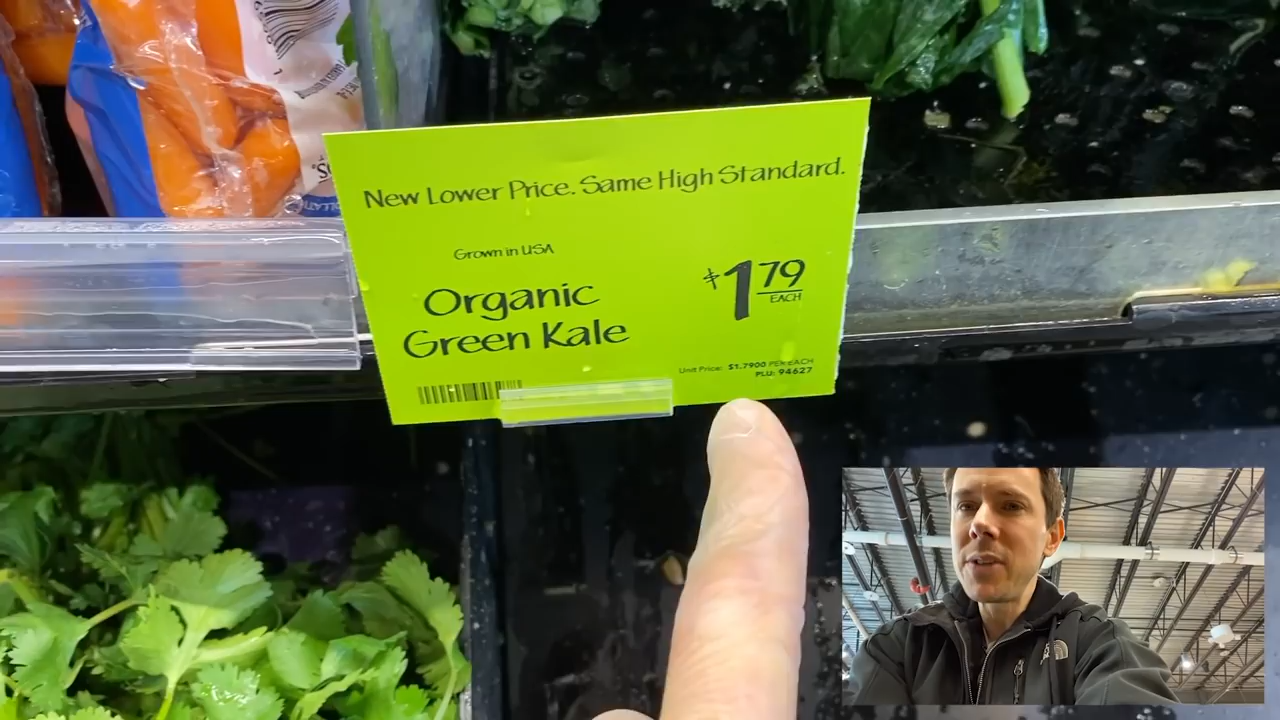 New Lower Price. Same High Standard.
Grown in USA
Organic
Green Kale
$1 79
EACH
Unit Price: $1.7900 PER EACH
PLU: 94627